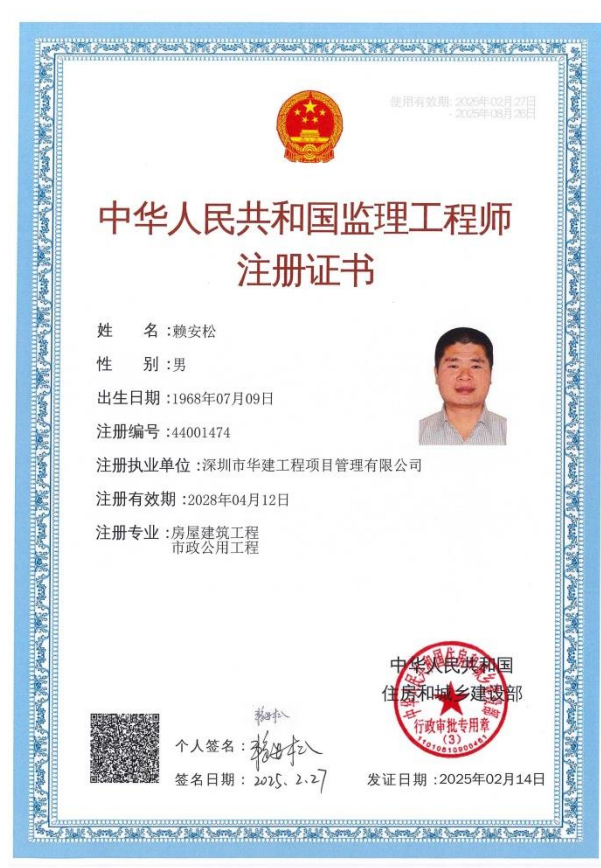 使用有效期: 2025年02月27日
- 2025年08月26日
中华人民共和国监理工程师
注册证书
姓 名 :赖安松
性 别 :男
出生日期 :1968年07月09日
注册编号 :44001474
注册执业单位 :深圳市华建工程项目管理有限公司
注册有效期 :2028年04月12日
注册专业 :房屋建筑工程
市政公用工程
中华人民共和国
住房和城乡建设部
行政审批专用章
(3)
个人签名 : 赖安松
签名日期 : 2025.2.27
发证日期 :2025年02月14日